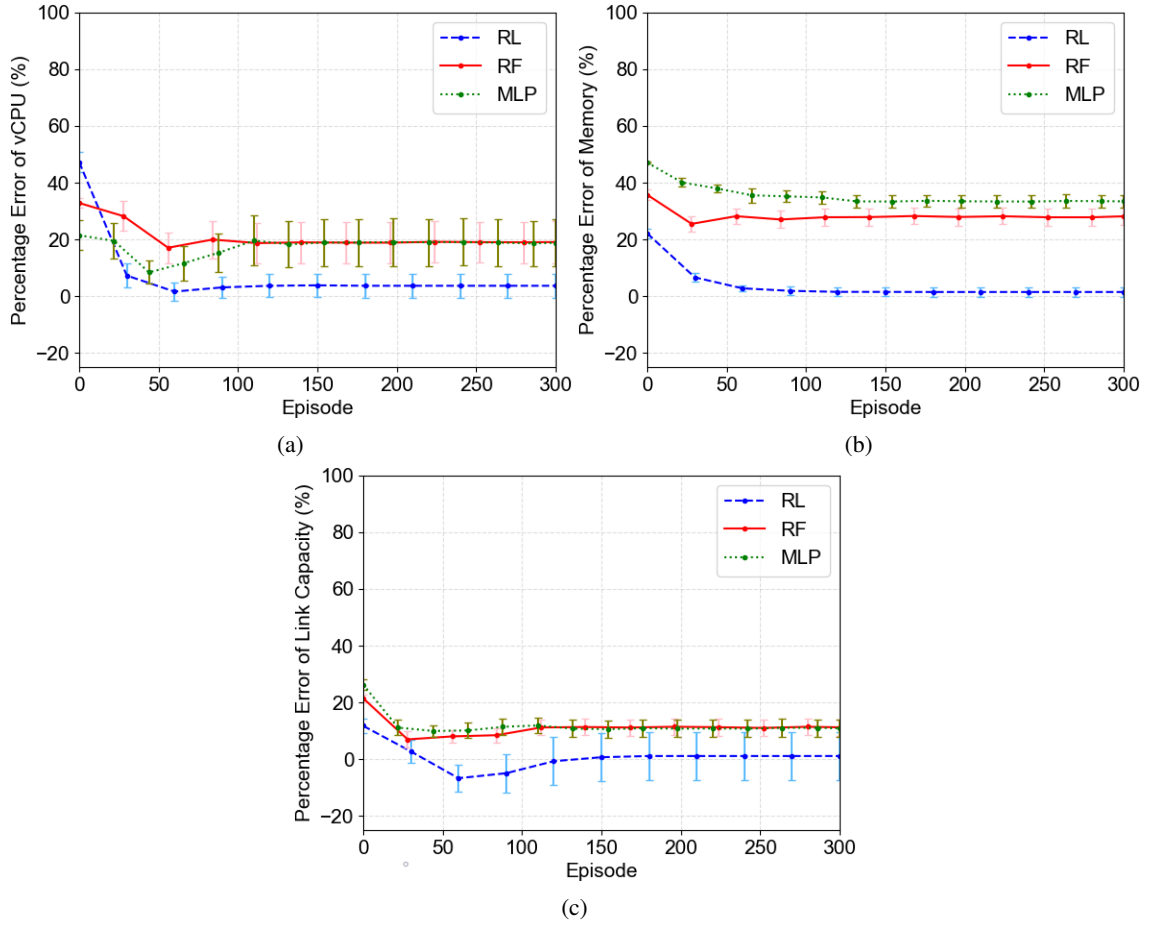 Percentage Error of vCPU (%)
100
80
60
40
20
0
−20
0 50 100 150 200 250 300
Episode
RL
RF
MLP
(a)
Percentage Error of Memory (%)
100
80
60
40
20
0
−20
0 50 100 150 200 250 300
Episode
RL
RF
MLP
(b)
Percentage Error of Link Capacity (%)
100
80
60
40
20
0
−20
0 50 100 150 200 250 300
Episode
RL
RF
MLP
(c)